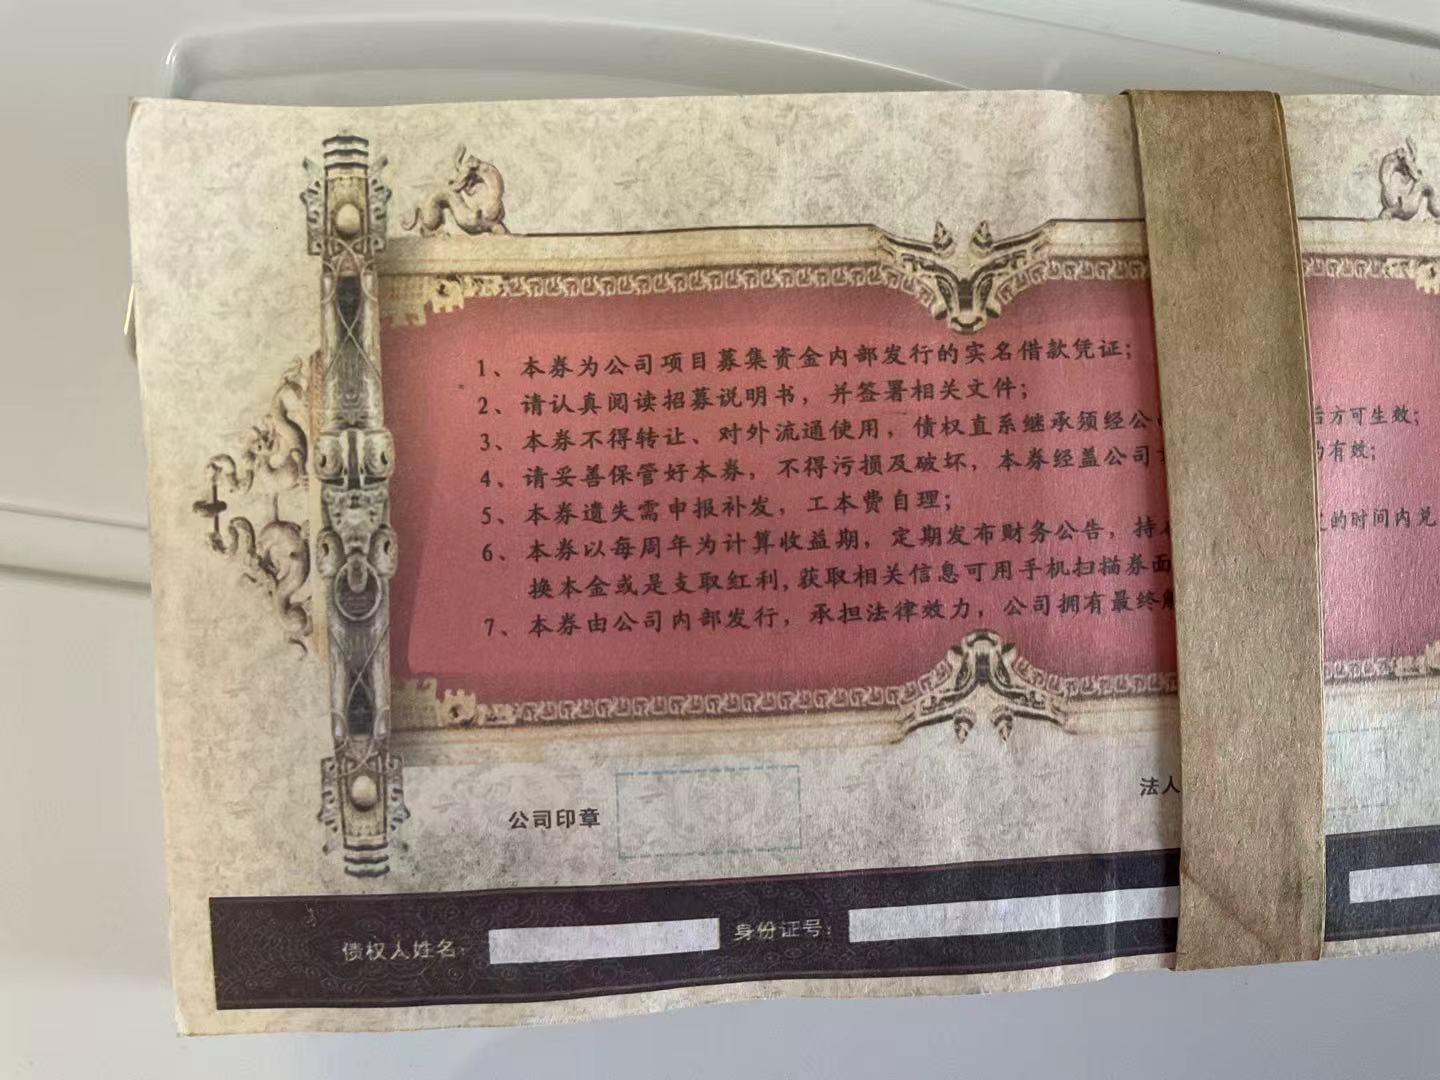 1、本券为公司项目募集资金内部发行的实名借款凭证；
2、请认真阅读招募说明书，并签署相关文件；
3、本券不得转让、对外流通使用，债权直系继承须经公 后方可生效；
4、请妥善保管好本券，不得污损及破坏，本券经盖公司 有效；
5、本券遗失需申报补发，工本费自理；
6、本券以每周年为计算收益期，定期发布财务公告，持 的时间内兑
换本金或是支取红利，获取相关信息可用手机扫描券面
7、本券由公司内部发行，承担法律效力，公司拥有最终
公司印章 法人
债权人姓名： 身份证号：